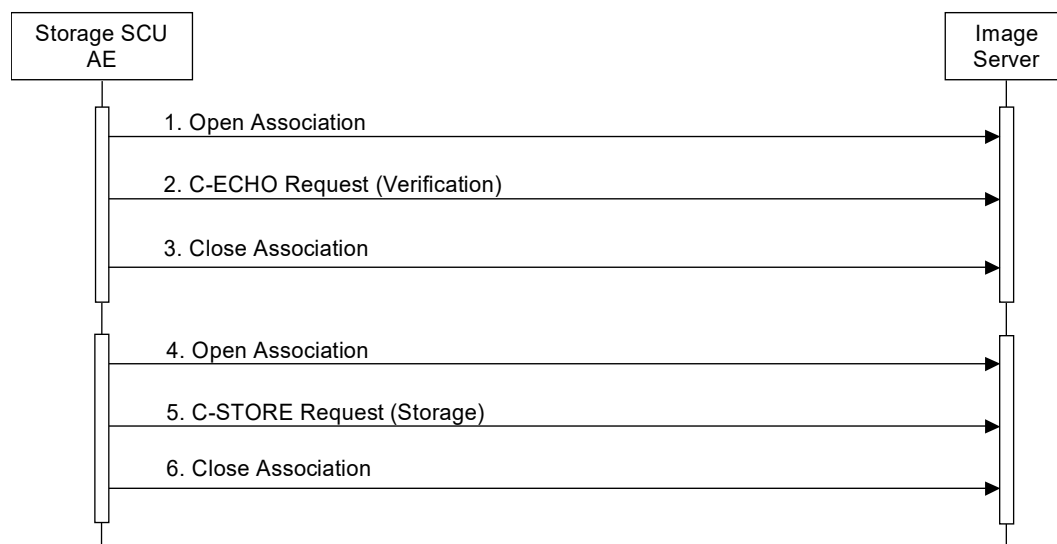 Storage SCU
AE
Image
Server
1. Open Association
2. C-ECHO Request (Verification)
3. Close Association
4. Open Association
5. C-STORE Request (Storage)
6. Close Association